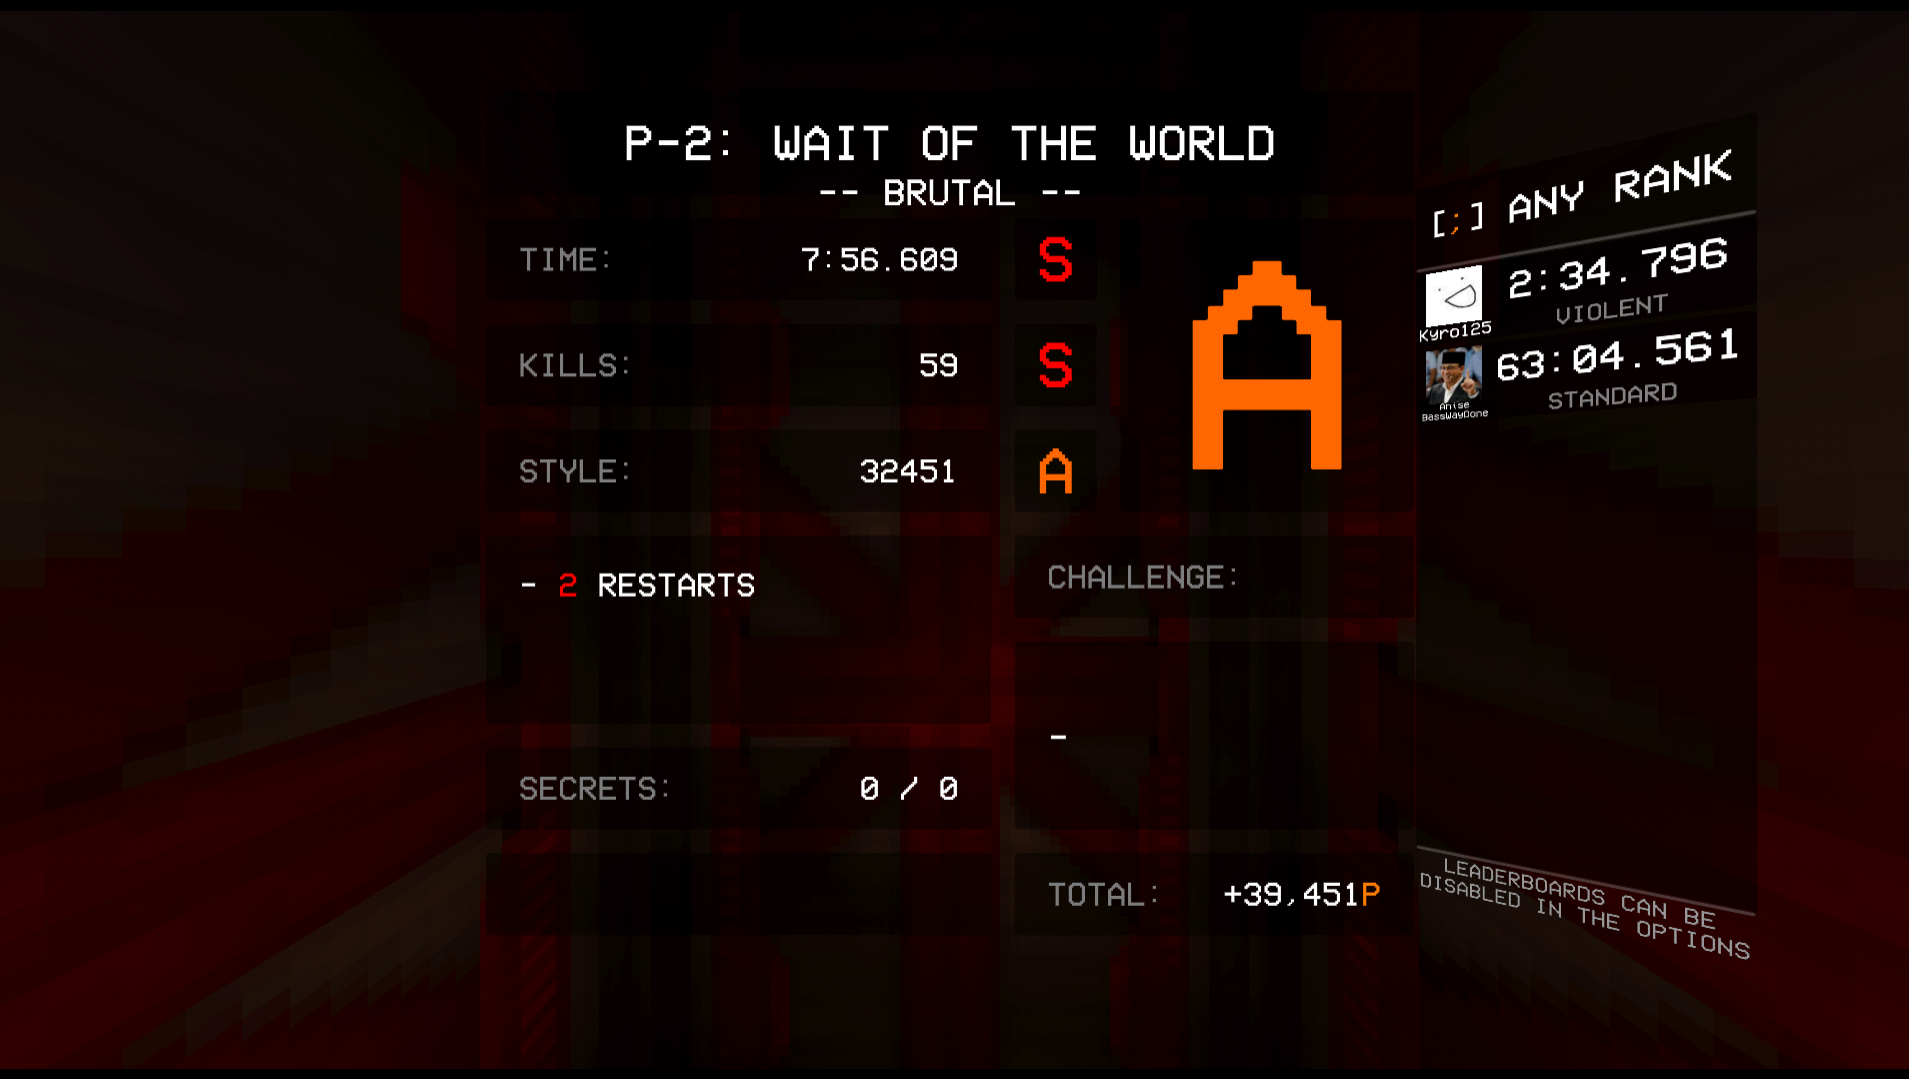 P-2: WAIT OF THE WORLD
-- BRUTAL --
TIME: 7:56.609 S
KILLS: 59 S
STYLE: 32451 A
A
- 2 RESTARTS
CHALLENGE:
-
SECRETS: 0 / 0
TOTAL: +39,451P
[;] ANY RANK
2:34.796
VIOLENT
Kyro125
63:04.561
STANDARD
Anise
BassWayDone
LEADERBOARDS CAN BE
DISABLED IN THE OPTIONS